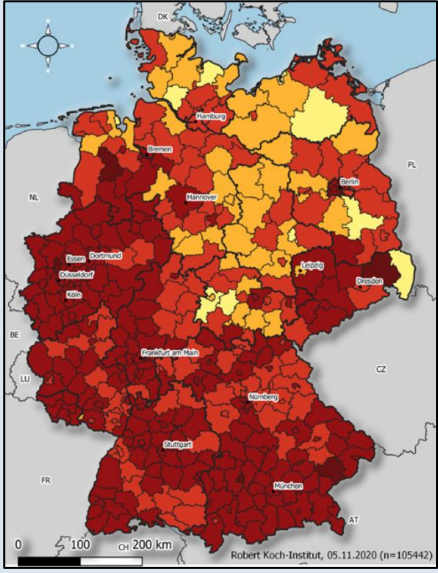 DK
Hamburg
Bremen
PL
Berlin
NL
Hannover
Essen Dortmund
Leipzig
Düsseldorf
Dresden
Köln
BE
Frankfurt am Main
CZ
LU
Nürnberg
Stuttgart
FR
München
AT
0 100 CH 200 km
Robert Koch-Institut, 05.11.2020 (n=105442)